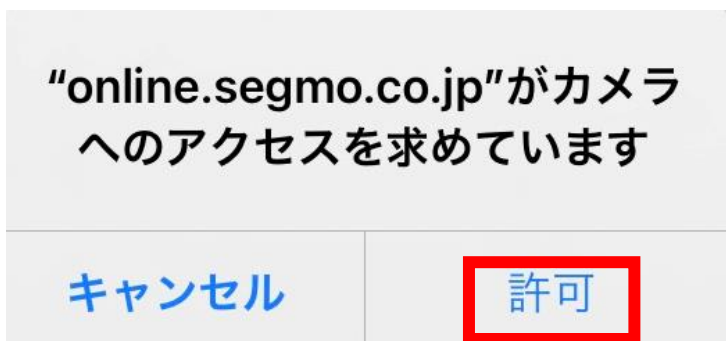 “online.segmo.co.jp”がカメラ
へのアクセスを求めています
キャンセル
許可